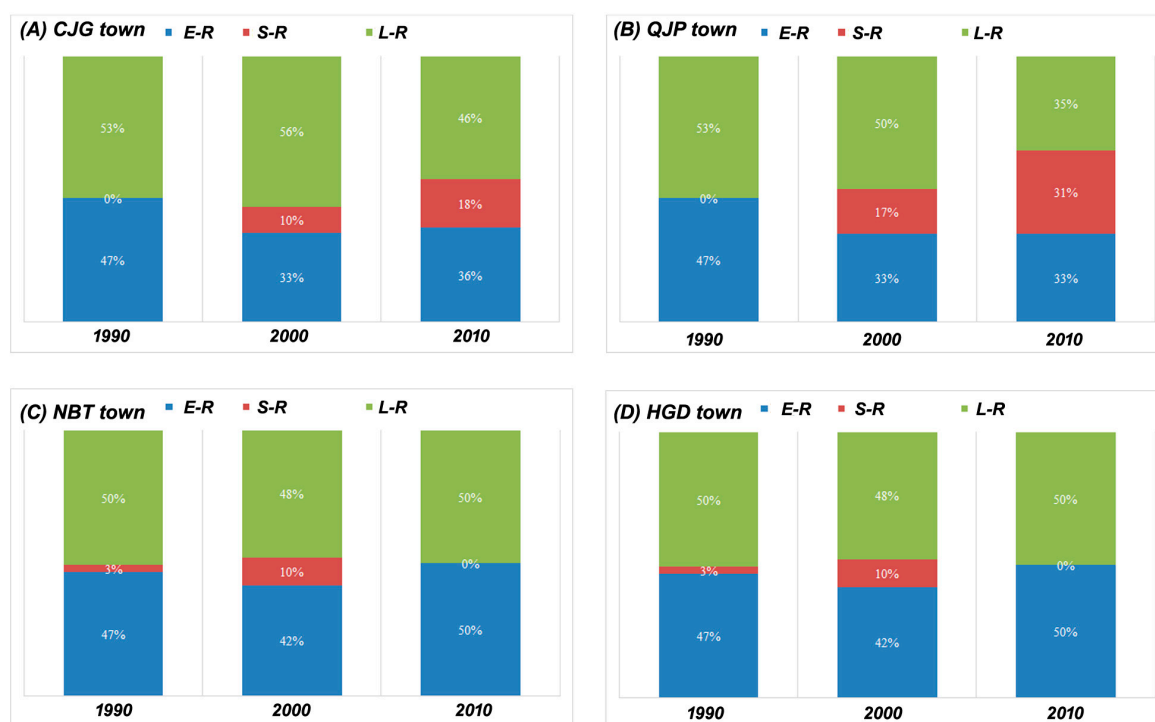 (A) CJG town E-R S-R L-R
53% 56% 46%
0% 10% 18%
47% 33% 36%
1990 2000 2010
(B) QJP town E-R S-R L-R
53% 50% 35%
0% 17% 31%
47% 33% 33%
1990 2000 2010
(C) NBT town E-R S-R L-R
50% 48% 50%
3% 10% 0%
47% 42% 50%
1990 2000 2010
(D) HGD town E-R S-R L-R
50% 48% 50%
3% 10% 0%
47% 42% 50%
1990 2000 2010